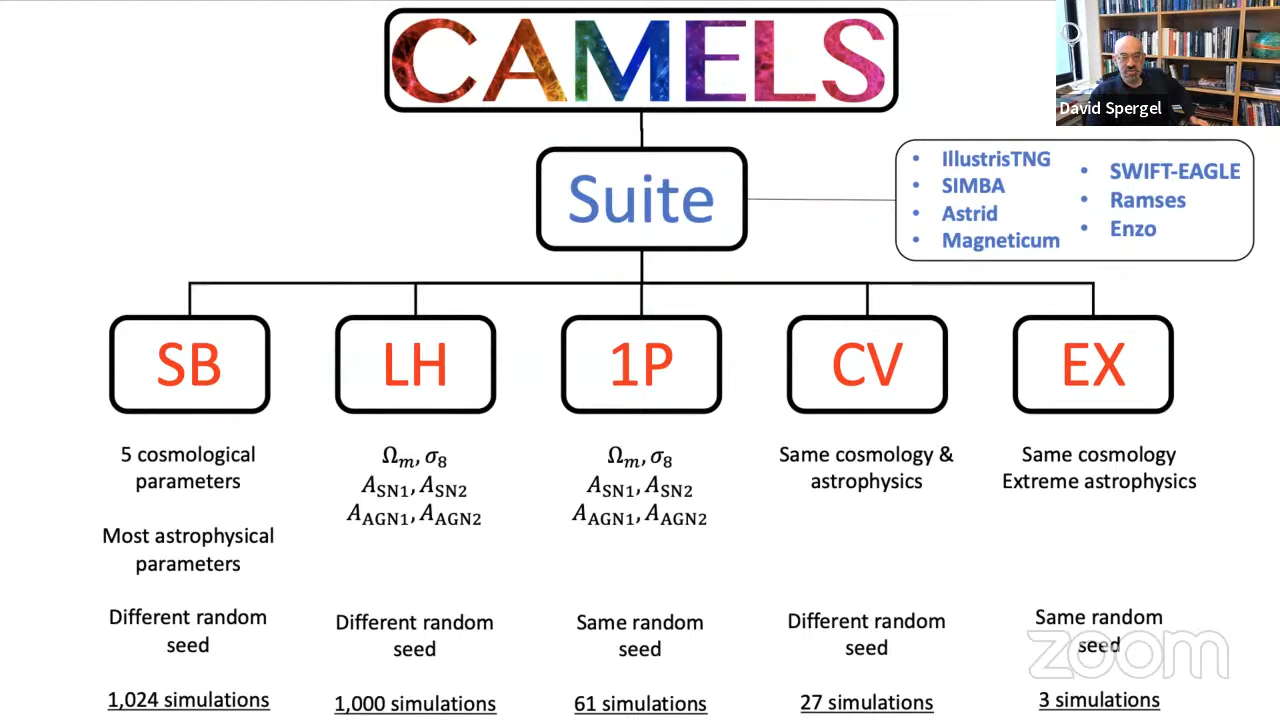 CAMELS
David Spergel
Suite
• IllustrisTNG
• SIMBA
• Astrid
• Magneticum
• SWIFT-EAGLE
• Ramses
• Enzo
SB
LH
1P
CV
EX
5 cosmological
parameters
Most astrophysical
parameters
Different random
seed
1,024 simulations
Ωm, σ8
ASN1, ASN2
AAGN1, AAGN2
Different random
seed
1,000 simulations
Ωm, σ8
ASN1, ASN2
AAGN1, AAGN2
Same random
seed
61 simulations
Same cosmology &
astrophysics
Different random
seed
27 simulations
Same cosmology
Extreme astrophysics
Same random
seed
3 simulations
zoom